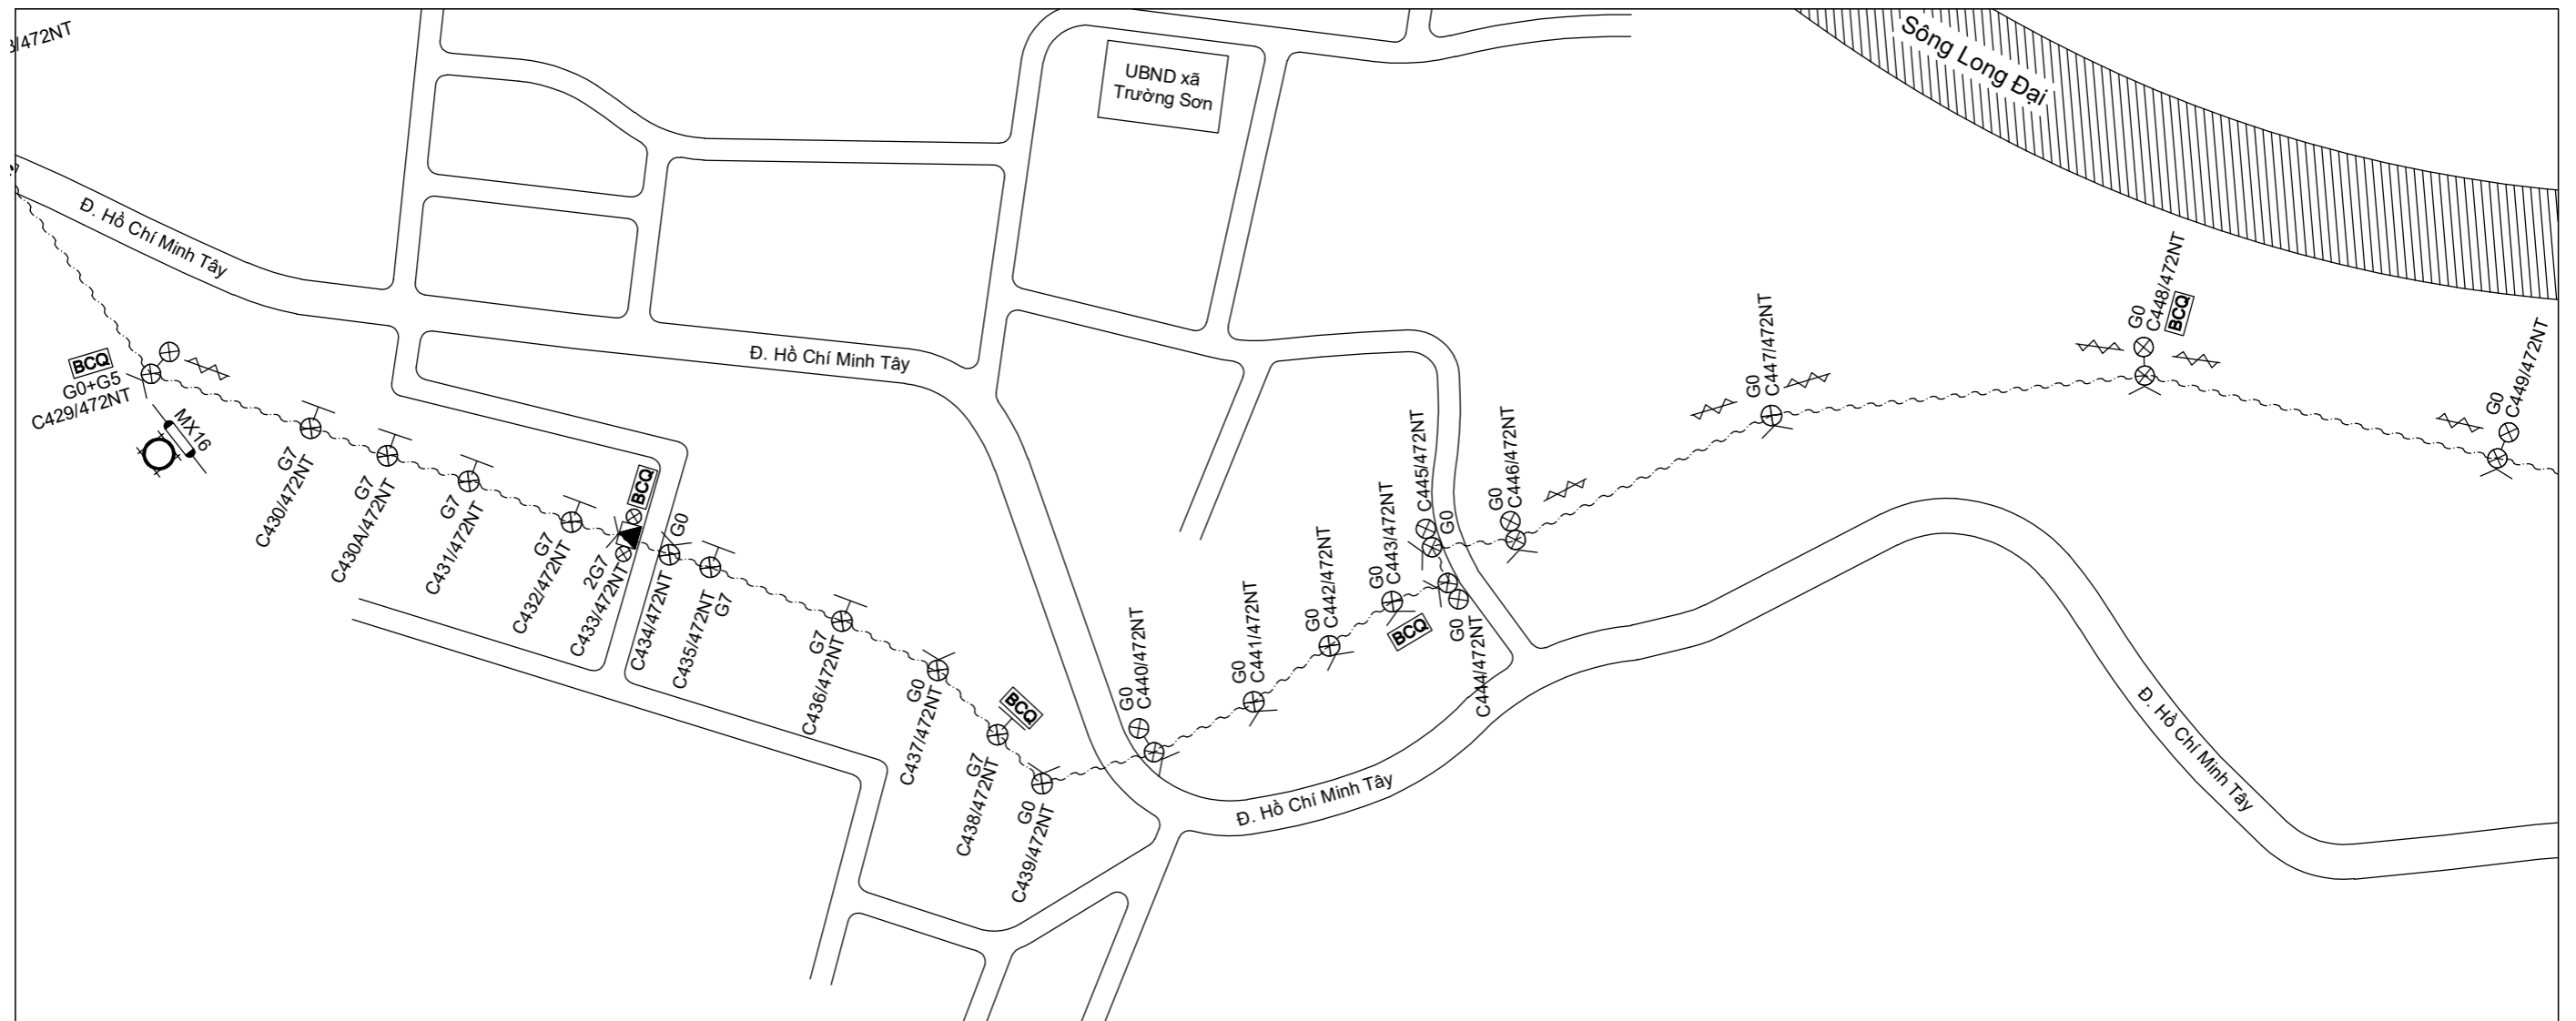 /472NT
Sông Long Đại
UBND xã
Trường Sơn
Đ. Hồ Chí Minh Tây
Đ. Hồ Chí Minh Tây
BCQ
G0+G5
C429/472NT
MX16
G7
C430/472NT
G7
C430A/472NT
G7
C431/472NT
G7
C432/472NT
BCQ
2G7
C433/472NT
G0
C434/472NT
G7
C435/472NT
G7
C436/472NT
G0
C437/472NT
BCQ
G7
C438/472NT
G0
C439/472NT
G0
C440/472NT
G0
C441/472NT
G0
C442/472NT
G0
C443/472NT
BCQ
G0
C444/472NT
C445/472NT
G0
G0
C446/472NT
G0
C447/472NT
G0
C448/472NT
BCQ
G0
C449/472NT
Đ. Hồ Chí Minh Tây
Đ. Hồ Chí Minh Tây